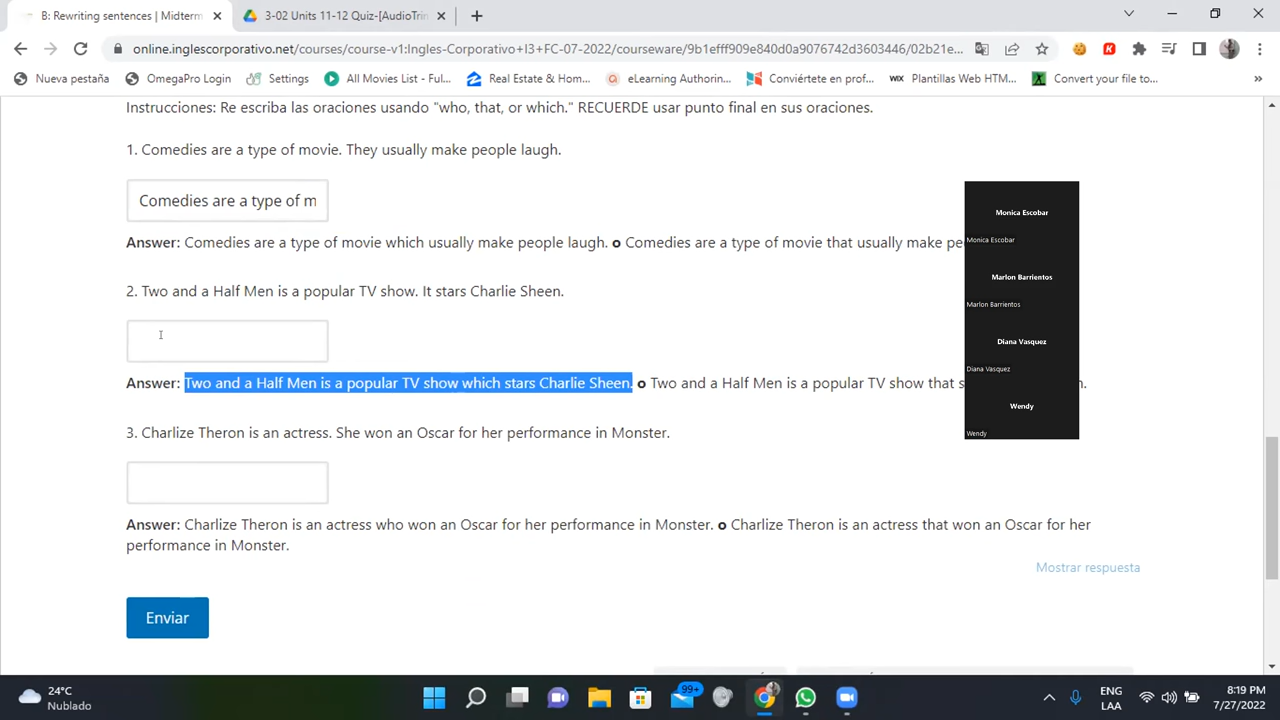 B: Rewriting sentences | Midterm
3-02 Units 11-12 Quiz-[AudioTrim
online.inglescorporativo.net/courses/course-v1:Ingles-Corporativo+I3+FC-07-2022/courseware/9b1efff909e840d0a9076742d3603446/02b21e...
Nueva pestaña
OmegaPro Login
Settings
All Movies List - Ful...
Real Estate & Hom...
eLearning Authorin...
Conviértete en prof...
WIX Plantillas Web HTM...
Convert your file to...
»
Instrucciones: Re escriba las oraciones usando "who, that, or which." RECUERDE usar punto final en sus oraciones.
1. Comedies are a type of movie. They usually make people laugh.
Comedies are a type of m
Answer: Comedies are a type of movie which usually make people laugh. o Comedies are a type of movie that usually make pe
2. Two and a Half Men is a popular TV show. It stars Charlie Sheen.
Answer: Two and a Half Men is a popular TV show which stars Charlie Sheen. o Two and a Half Men is a popular TV show that s n.
3. Charlize Theron is an actress. She won an Oscar for her performance in Monster.
Answer: Charlize Theron is an actress who won an Oscar for her performance in Monster. o Charlize Theron is an actress that won an Oscar for her
performance in Monster.
Mostrar respuesta
Enviar
Monica Escobar
Monica Escobar
Marlon Barrientos
Marlon Barrientos
Diana Vasquez
Diana Vasquez
Wendy
Wendy
24°C
Nublado
99+
ENG
LAA
8:19 PM
7/27/2022